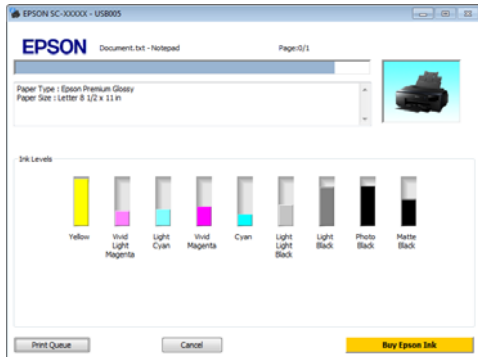 EPSON SC-XXXXX - USB005
EPSON
Document.txt - Notepad
Page:0/1
Paper Type : Epson Premium Glossy
Paper Size : Letter 8 1/2 x 11 in
Ink Levels
Yellow
Vivid
Light
Magenta
Light
Cyan
Vivid
Magenta
Cyan
Light
Light
Black
Light
Black
Photo
Black
Matte
Black
Print Queue
Cancel
Buy Epson Ink